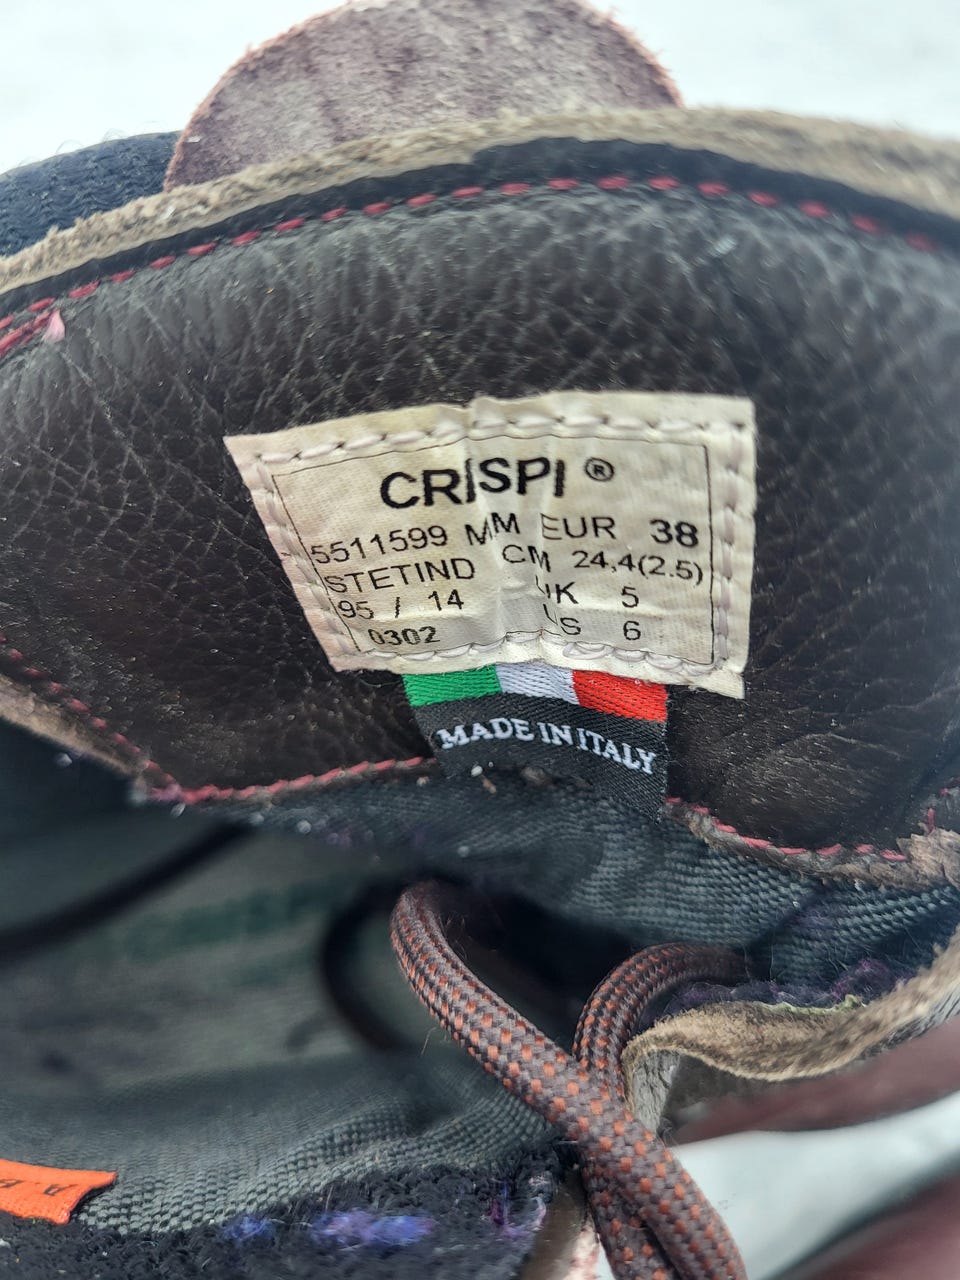 CRISPI ®
5511599 MM EUR 38
STETIND CM 24,4(2.5)
95 / 14 UK 5
0302 US 6
MADE IN ITALY